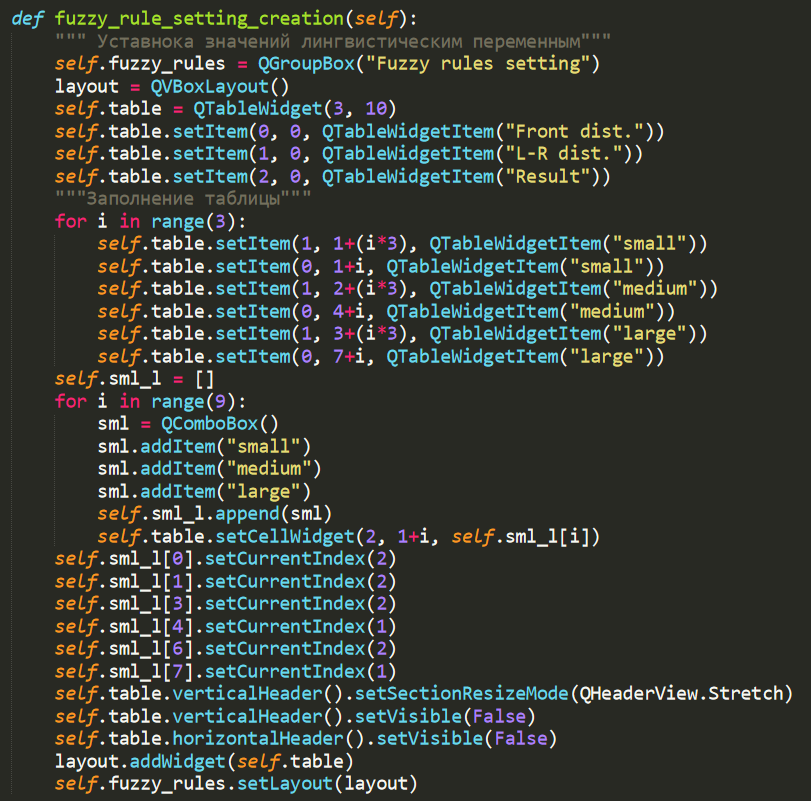 def fuzzy_rule_setting_creation(self):
    """ Уставнока значений лингвистическим переменным"""
    self.fuzzy_rules = QGroupBox("Fuzzy rules setting")
    layout = QVBoxLayout()
    self.table = QTableWidget(3, 10)
    self.table.setItem(0, 0, QTableWidgetItem("Front dist."))
    self.table.setItem(1, 0, QTableWidgetItem("L-R dist."))
    self.table.setItem(2, 0, QTableWidgetItem("Result"))
    """Заполнение таблицы"""
    for i in range(3):
        self.table.setItem(1, 1+(i*3), QTableWidgetItem("small"))
        self.table.setItem(0, 1+i, QTableWidgetItem("small"))
        self.table.setItem(1, 2+(i*3), QTableWidgetItem("medium"))
        self.table.setItem(0, 4+i, QTableWidgetItem("medium"))
        self.table.setItem(1, 3+(i*3), QTableWidgetItem("large"))
        self.table.setItem(0, 7+i, QTableWidgetItem("large"))
    self.sml_l = []
    for i in range(9):
        sml = QComboBox()
        sml.addItem("small")
        sml.addItem("medium")
        sml.addItem("large")
        self.sml_l.append(sml)
        self.table.setCellWidget(2, 1+i, self.sml_l[i])
    self.sml_l[0].setCurrentIndex(2)
    self.sml_l[1].setCurrentIndex(2)
    self.sml_l[3].setCurrentIndex(2)
    self.sml_l[4].setCurrentIndex(1)
    self.sml_l[6].setCurrentIndex(2)
    self.sml_l[7].setCurrentIndex(1)
    self.table.verticalHeader().setSectionResizeMode(QHeaderView.Stretch)
    self.table.verticalHeader().setVisible(False)
    self.table.horizontalHeader().setVisible(False)
    layout.addWidget(self.table)
    self.fuzzy_rules.setLayout(layout)